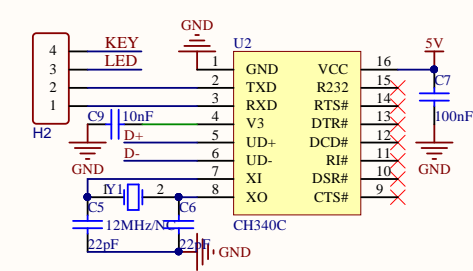 GND
U2
5V
KEY
LED
4
3
2
1
H2
C9
10nF
D+
D-
GND
1 GND VCC 16
2 TXD R232 15
3 RXD RTS# 14
4 V3 DTR# 13
5 UD+ DCD# 12
6 UD- RI# 11
7 XI DSR# 10
8 XO CTS# 9
CH340C
C7
100nF
GND
1 Y1 2
C5
12MHz/NC
C6
22pF
22pF
GND